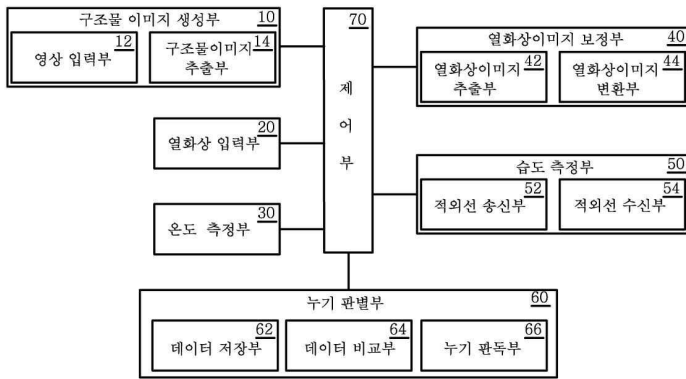 구조물 이미지 생성부 10
영상 입력부 12
구조물이미지 추출부 14
열화상 입력부 20
온도 측정부 30
제어부 70
열화상이미지 보정부 40
열화상이미지 추출부 42
열화상이미지 변환부 44
습도 측정부 50
적외선 송신부 52
적외선 수신부 54
누기 판별부 60
데이터 저장부 62
데이터 비교부 64
누기 판독부 66